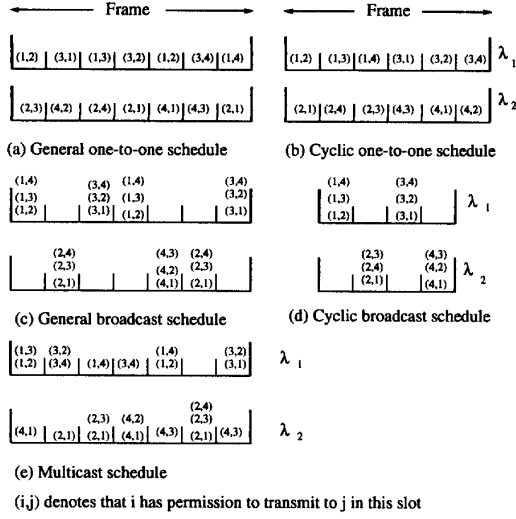 Frame Frame
(1,2) (3,1) (1,3) (3,2) (1,2) (3,4) (1,4) (1,2) (1,3) (1,4) (3,1) (3,2) (3,4) λ 1
(2,3) (4,2) (2,4) (2,1) (4,1) (4,3) (2,1) (2,1) (2,4) (2,3) (4,3) (4,1) (4,2) λ 2
(a) General one-to-one schedule (b) Cyclic one-to-one schedule
(1,4) (3,4) (1,4) (3,4) (1,4) (3,4)
(1,3) (3,2) (1,3) (3,2) (1,3) (3,2) λ 1
(1,2) (3,1) (1,2) (3,1) (1,2) (3,1)
(2,4) (4,3) (2,4) (2,3) (4,3)
(2,3) (4,2) (2,3) (2,4) (4,2) λ 2
(2,1) (4,1) (2,1) (2,1) (4,1)
(c) General broadcast schedule (d) Cyclic broadcast schedule
(1,3) (3,2) (1,4) (3,2)
(1,2) (3,4) (1,4) (3,4) (1,2) (3,1) λ 1
(2,4)
(2,3) (4,2) (2,3) λ 2
(4,1) (2,1) (2,1) (4,1) (4,3) (2,1) (4,3)
(e) Multicast schedule
(i,j) denotes that i has permission to transmit to j in this slot